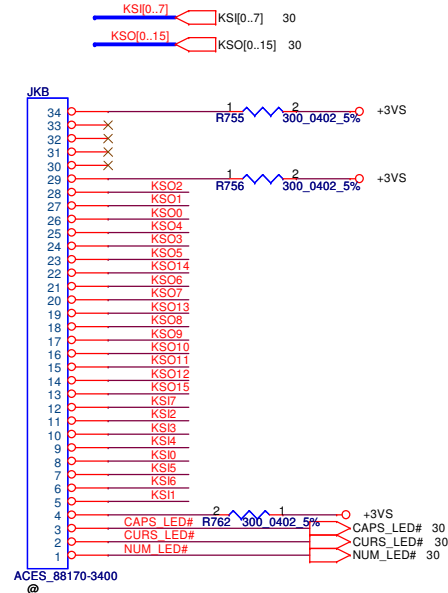 KSI[0..7] KSI[0..7] 30
KSO[0..15] KSO[0..15] 30
JKB
34 1 R755 2 300_0402_5% +3VS
33
32
31
30
29 1 R756 2 300_0402_5% +3VS
28 KSO2
27 KSO1
26 KSO0
25 KSO4
24 KSO3
23 KSO5
22 KSO14
21 KSO6
20 KSO7
19 KSO13
18 KSO8
17 KSO9
16 KSO10
15 KSO11
14 KSO12
13 KSO15
12 KSI7
11 KSI2
10 KSI3
9 KSI4
8 KSI0
7 KSI5
6 KSI6
5 KSI1
4 2 R762 300_0402_5% 1 +3VS
3 CAPS_LED# CAPS_LED# 30
2 CURS_LED# CURS_LED# 30
1 NUM_LED# NUM_LED# 30
ACES_88170-3400
@